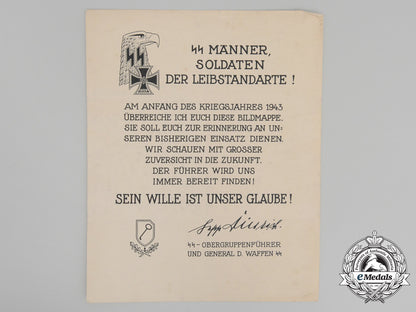 ᛋᛋ MÄNNER,
SOLDATEN
DER LEIBSTANDARTE !
AM ANFANG DES KRIEGSJAHRES 1943
ÜBERREICHE ICH EUCH DIESE BILDMAPPE.
SIE SOLL EUCH ZUR ERINNERUNG AN UN-
SEREN BISHERIGEN EINSATZ DIENEN.
WIR SCHAUEN MIT GROSSER
ZUVERSICHT IN DIE ZUKUNFT.
DER FÜHRER WIRD UNS
IMMER BEREIT FINDEN!
SEIN WILLE IST UNSER GLAUBE!
Sepp Dietrich
ᛋᛋ-OBERGRUPPENFÜHRER
UND GENERAL D. WAFFEN ᛋᛋ
eMedals